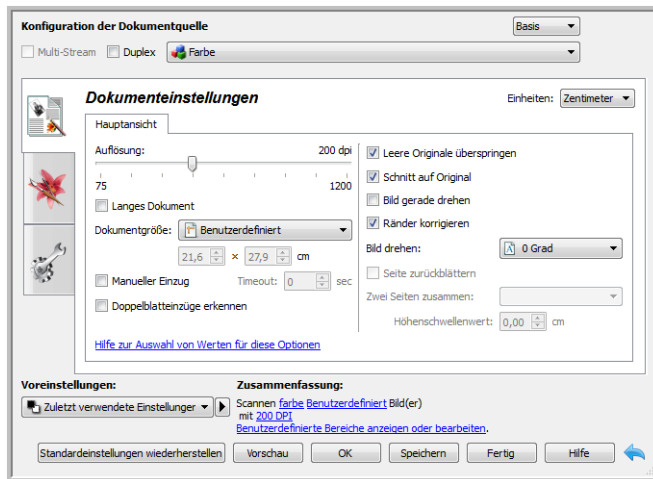 Konfiguration der Dokumentquelle
Basis
Multi-Stream
Duplex
Farbe
Dokumenteinstellungen
Einheiten: Zentimeter
Hauptansicht
Auflösung: 200 dpi
75 1200
Langes Dokument
Dokumentgröße: Benutzerdefiniert
21,6 × 27,9 cm
Manueller Einzug Timeout: 0 sec
Doppelblatteinzüge erkennen
Hilfe zur Auswahl von Werten für diese Optionen
Leere Originale überspringen
Schnitt auf Original
Bild gerade drehen
Ränder korrigieren
Bild drehen: A 0 Grad
Seite zurückblättern
Zwei Seiten zusammen:
Höhenschwellenwert: 0,00 cm
Voreinstellungen:
Zuletzt verwendete Einstellunger
Zusammenfassung:
Scannen farbe Benutzerdefiniert Bild(er)
mit 200 DPI
Benutzerdefinierte Bereiche anzeigen oder bearbeiten.
Standardeinstellungen wiederherstellen Vorschau OK Speichern Fertig Hilfe